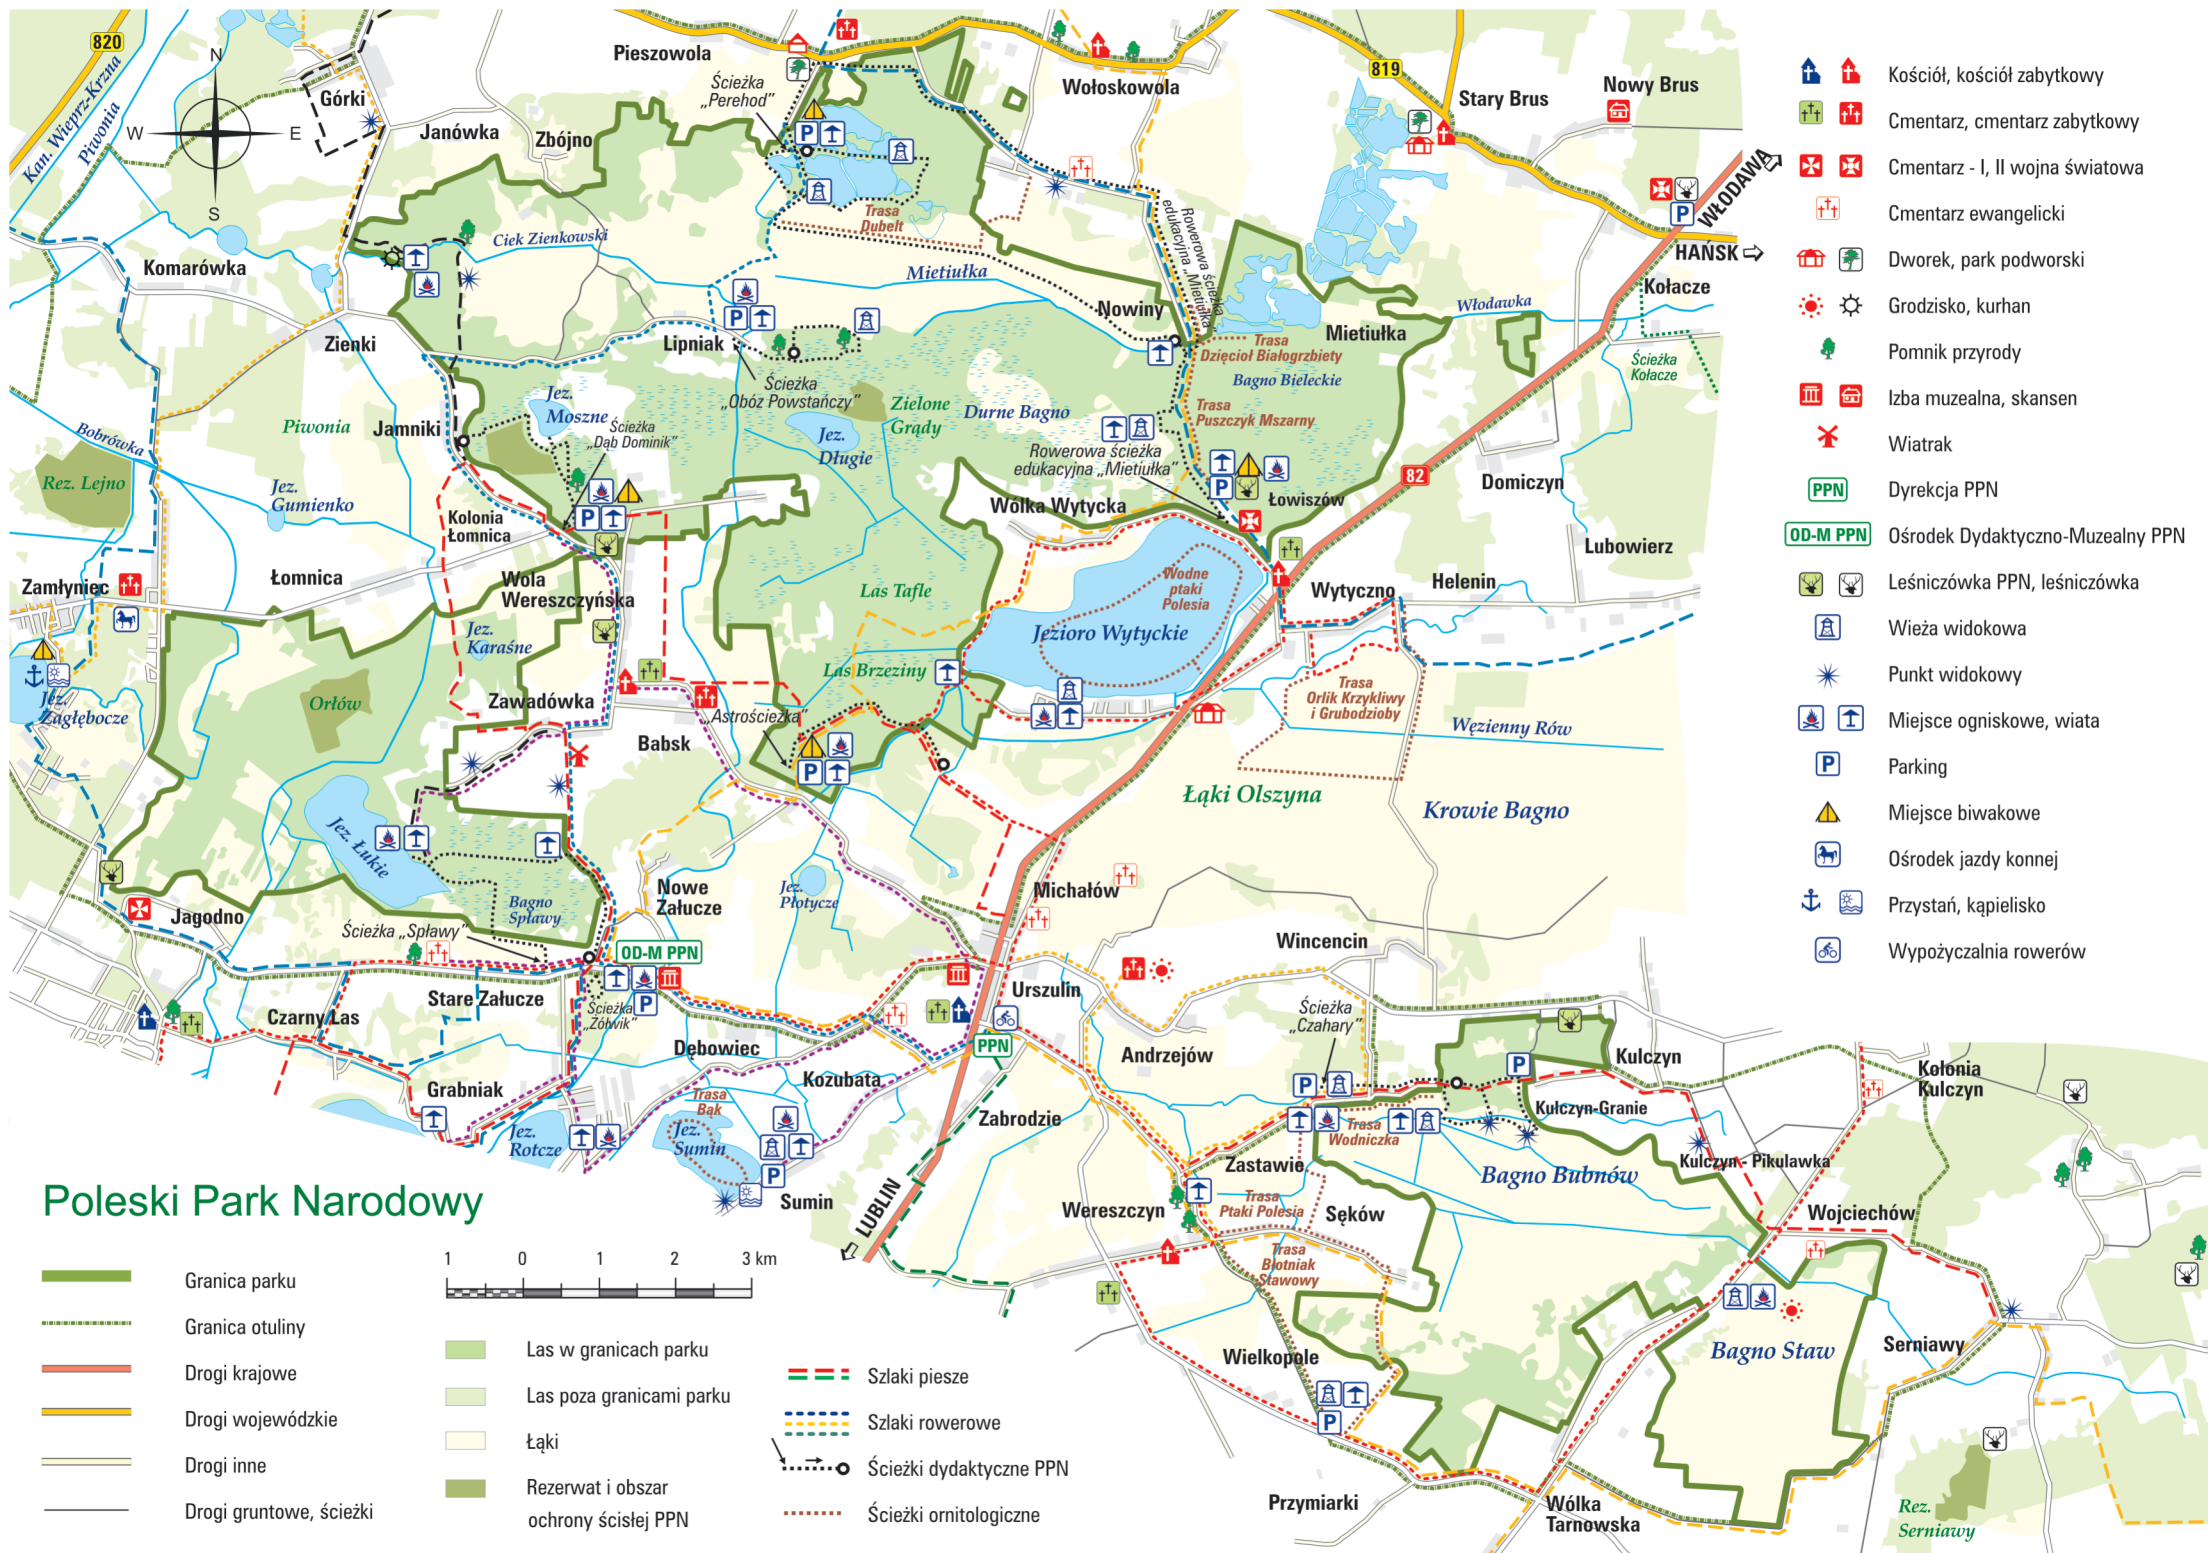 820
Kan. Wieprz-Krzna
Piwonia
N
W
E
S
Górki
Janówka
Zbójno
Pieszowola
Ścieżka
„Perehod”
Wołoskowola
819
Stary Brus
Nowy Brus
WŁODAWA
HAŃSK
Kołacze
Ścieżka
Kołacze
Włodawka
Komarówka
Ciek Zienkowski
Trasa
Dubelt
Mietiułka
Rowerowa ścieżka
edukacyjna „Mietiułka”
Nowiny
Mietiułka
Trasa
Dzięcioł Białogrzbiety
Bagno Bieleckie
Zienki
Lipniak
Ścieżka
„Obóz Powstańczy”
Zielone
Grądy
Durne Bagno
Trasa
Puszczyk Mszarny
Jez.
Moszne
Ścieżka
„Dąb Dominik”
Jez.
Długie
Piwonia
Jamniki
Bobrówka
Rez. Lejno
Jez.
Gumienko
Rowerowa ścieżka
edukacyjna „Mietiułka”
82
Domiczyn
Łowiszów
Wólka Wytycka
Kolonia
Łomnica
Łomnica
Zamłyniec
Wola
Wereszczyńska
Las Tafle
Wodne
ptaki
Polesia
Jezioro Wytyckie
Wytyczno
Helenin
Lubowierz
Jez.
Karaśne
Las Brzeziny
Trasa
Orlik Krzykliwy
i Grubodzioby
Węzienny Rów
Jez.
Zagłębocze
Orłów
Zawadówka
„Astrościeżka”
Babsk
Łąki Olszyna
Krowie Bagno
Jez. Łukie
Bagno
Spławy
Nowe
Załucze
Jez.
Płotycze
Michałów
Jagodno
Ścieżka „Spławy”
OD-M PPN
Wincencin
Stare Załucze
Ścieżka
„Żółwik”
Urszulin
Ścieżka
„Czahary”
Czarny Las
Dębowiec
PPN
Andrzejów
Kulczyn
Kolonia
Kulczyn
Grabniak
Kozubata
Trasa
Bąk
Zabrodzie
Kulczyn-Granie
Trasa
Wodniczka
Jez.
Rotcze
Jez.
Sumin
Zastawie
Kulczyn - Pikulawka
Bagno Bubnów
Sumin
LUBLIN
Wereszczyn
Trasa
Ptaki Polesia
Sęków
Wojciechów
Trasa
Błotniak
Stawowy
Wielkopole
Bagno Staw
Serniawy
Przymiarki
Wólka
Tarnowska
Rez.
Serniawy
Poleski Park Narodowy
Granica parku
Granica otuliny
Drogi krajowe
Drogi wojewódzkie
Drogi inne
Drogi gruntowe, ścieżki
1 0 1 2 3 km
Las w granicach parku
Las poza granicami parku
Łąki
Rezerwat i obszar
ochrony ścisłej PPN
Szlaki piesze
Szlaki rowerowe
Ścieżki dydaktyczne PPN
Ścieżki ornitologiczne
Kościół, kościół zabytkowy
Cmentarz, cmentarz zabytkowy
Cmentarz - I, II wojna światowa
Cmentarz ewangelicki
Dworek, park podworski
Grodzisko, kurhan
Pomnik przyrody
Izba muzealna, skansen
Wiatrak
PPN Dyrekcja PPN
OD-M PPN Ośrodek Dydaktyczno-Muzealny PPN
Leśniczówka PPN, leśniczówka
Wieża widokowa
Punkt widokowy
Miejsce ogniskowe, wiata
P Parking
Miejsce biwakowe
Ośrodek jazdy konnej
Przystań, kąpielisko
Wypożyczalnia rowerów